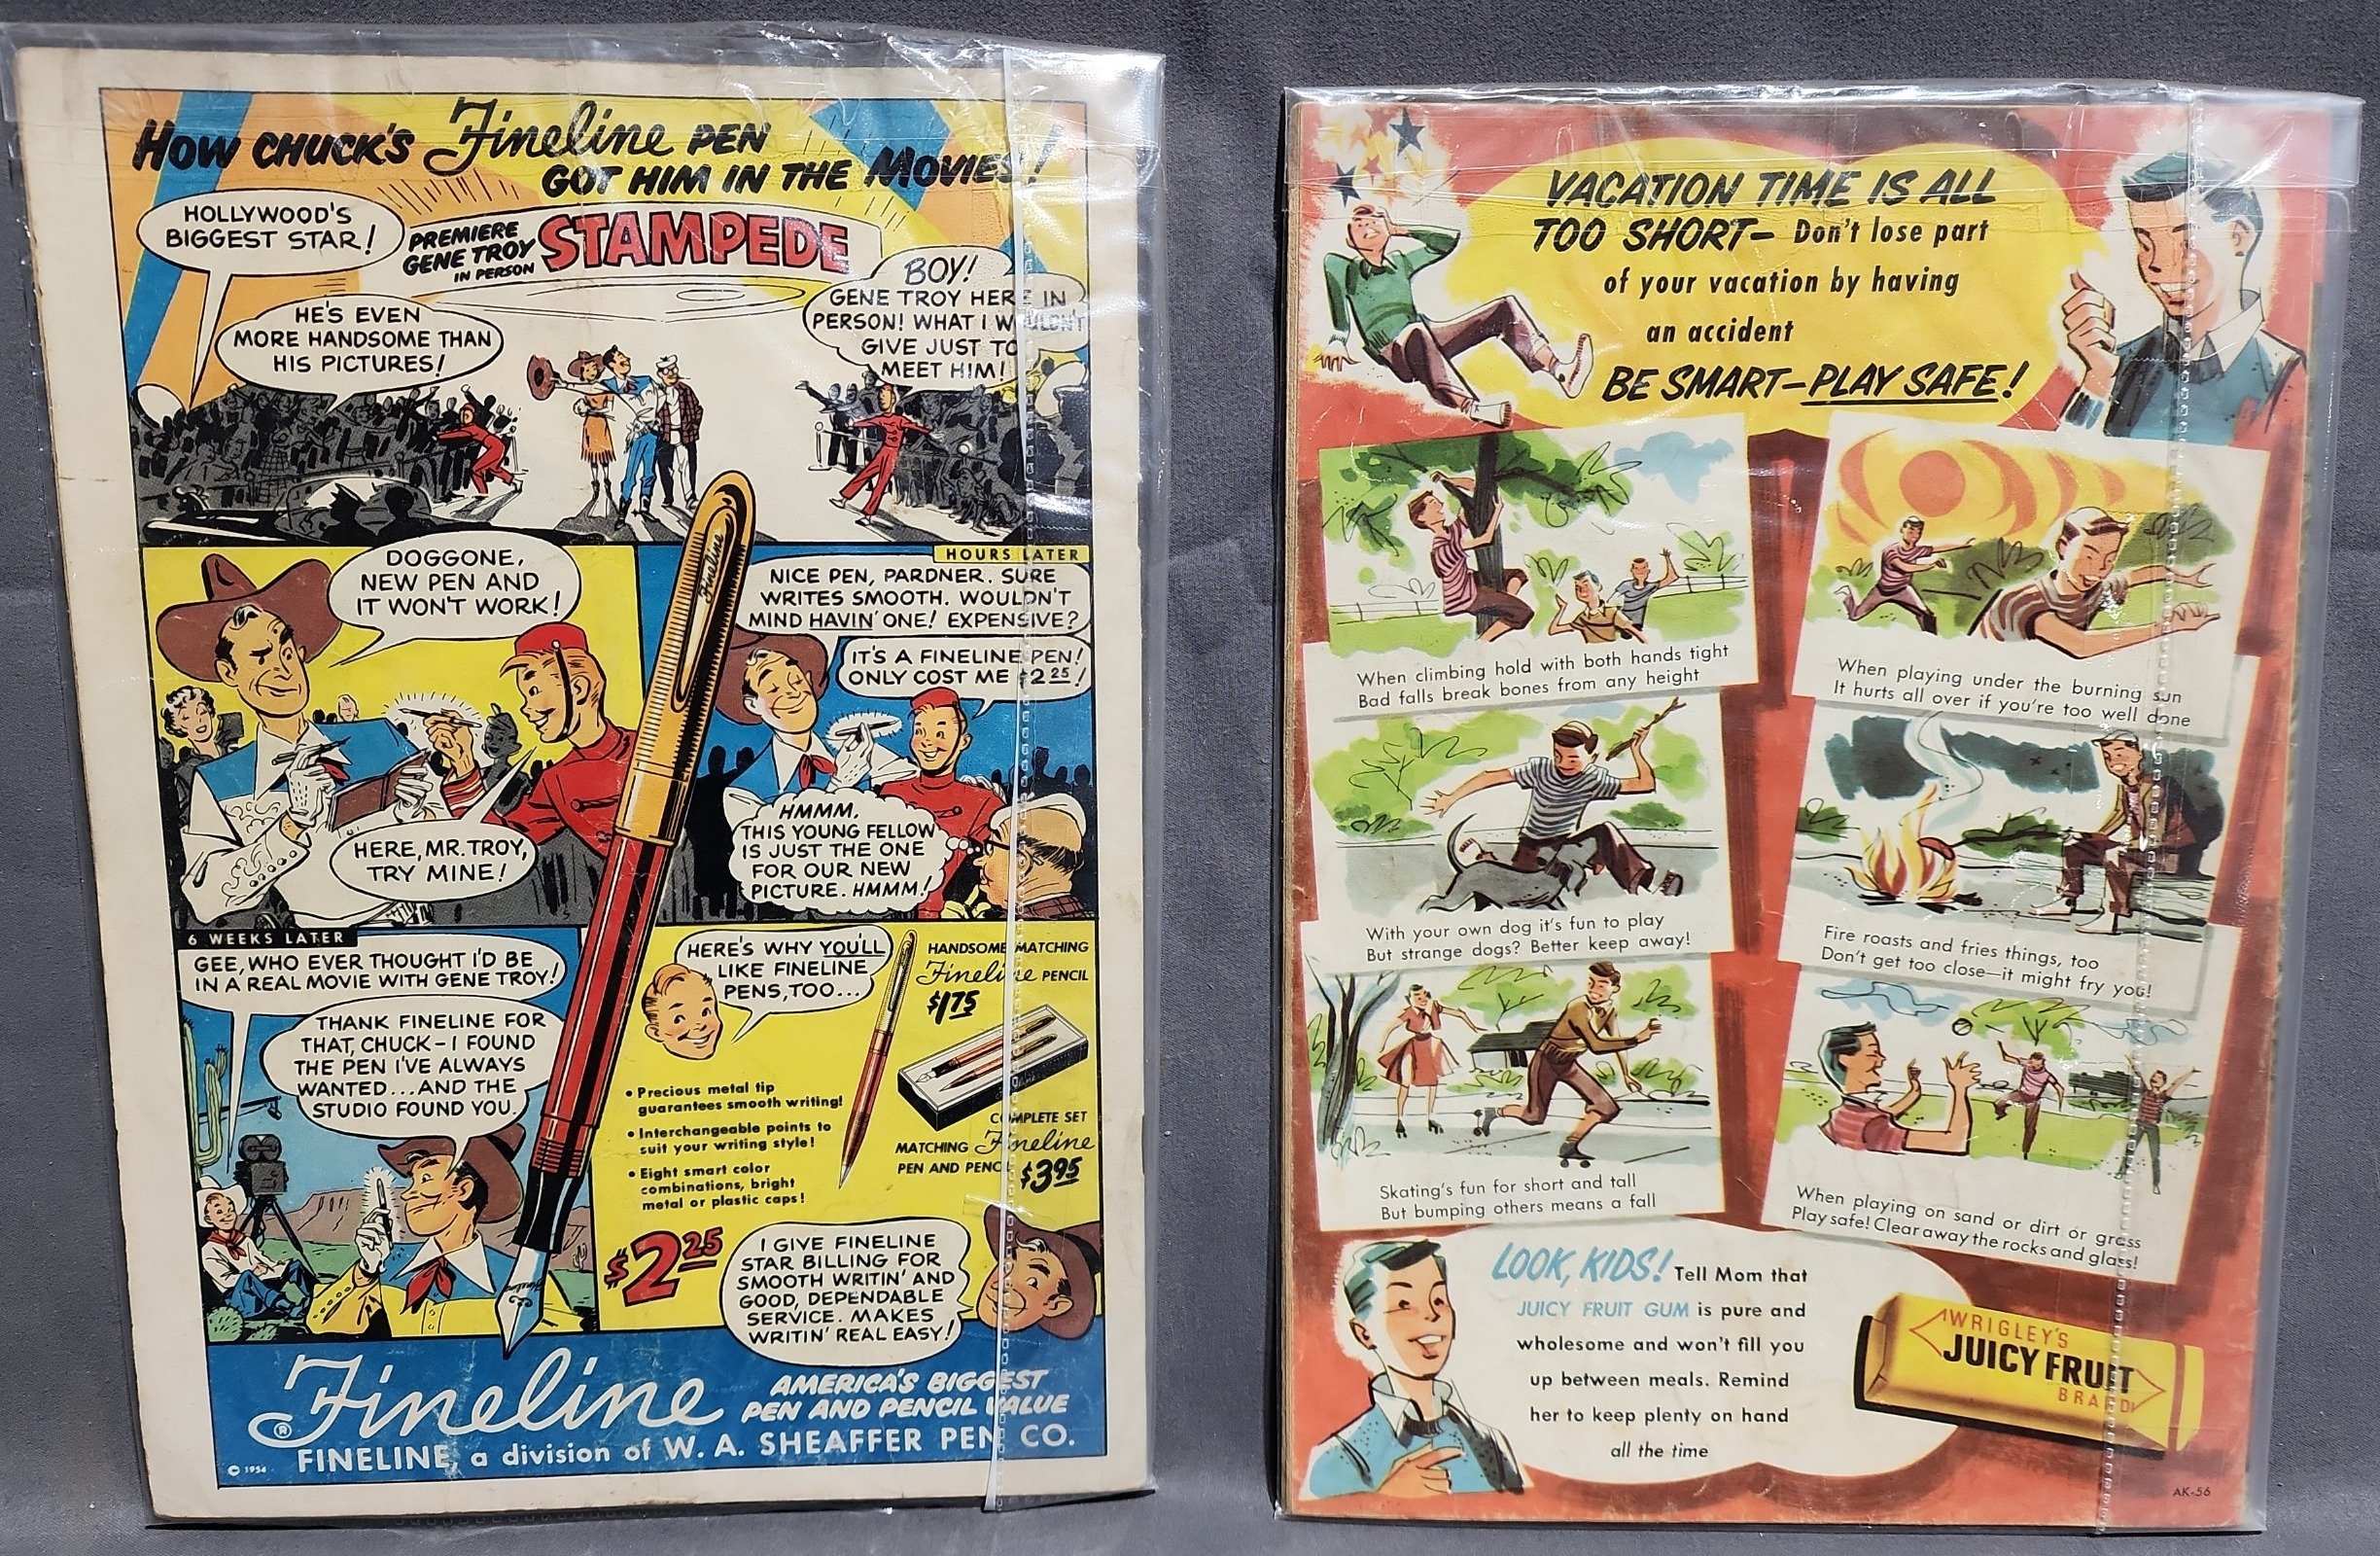 HOW CHUCK'S Fineline PEN
GOT HIM IN THE MOVIES!
HOLLYWOOD'S
BIGGEST STAR!
PREMIERE
GENE TROY
IN PERSON
STAMPEDE
HE'S EVEN
MORE HANDSOME THAN
HIS PICTURES!
BOY!
GENE TROY HERE IN
PERSON! WHAT I WOULDN'T
GIVE JUST TO
MEET HIM!
DOGGONE,
NEW PEN AND
IT WON'T WORK!
HERE, MR. TROY,
TRY MINE!
Fineline
HOURS LATER
NICE PEN, PARDNER. SURE
WRITES SMOOTH. WOULDN'T
MIND HAVIN' ONE! EXPENSIVE?
IT'S A FINELINE PEN!
ONLY COST ME $2 25!
HMMM.
THIS YOUNG FELLOW
IS JUST THE ONE
FOR OUR NEW
PICTURE. HMMM!
6 WEEKS LATER
GEE, WHO EVER THOUGHT I'D BE
IN A REAL MOVIE WITH GENE TROY!
THANK FINELINE FOR
THAT, CHUCK-I FOUND
THE PEN I'VE ALWAYS
WANTED...AND THE
STUDIO FOUND YOU.
HERE'S WHY YOU'LL
LIKE FINELINE
PENS, TOO...
HANDSOME MATCHING
Fineline PENCIL
$1 75
• Precious metal tip
guarantees smooth writing!
• Interchangeable points to
suit your writing style!
• Eight smart color
combinations, bright
metal or plastic caps!
COMPLETE SET
MATCHING Fineline
PEN AND PENCIL
$3 95
$2 25
I GIVE FINELINE
STAR BILLING FOR
SMOOTH WRITIN' AND
GOOD, DEPENDABLE
SERVICE. MAKES
WRITIN' REAL EASY!
Fineline
Fineline
®
AMERICA'S BIGGEST
PEN AND PENCIL VALUE
FINELINE, a division of W. A. SHEAFFER PEN CO.
© 1954
VACATION TIME IS ALL
TOO SHORT- Don't lose part
of your vacation by having
an accident
BE SMART-PLAY SAFE!
When climbing hold with both hands tight
Bad falls break bones from any height
When playing under the burning sun
It hurts all over if you're too well done
With your own dog it's fun to play
But strange dogs? Better keep away!
Fire roasts and fries things, too
Don't get too close—it might fry you!
Skating's fun for short and tall
But bumping others means a fall
When playing on sand or dirt or grass
Play safe! Clear away the rocks and glass!
LOOK, KIDS! Tell Mom that
JUICY FRUIT GUM is pure and
wholesome and won't fill you
up between meals. Remind
her to keep plenty on hand
all the time
WRIGLEY'S
JUICY FRUIT
BRAND
AK-56